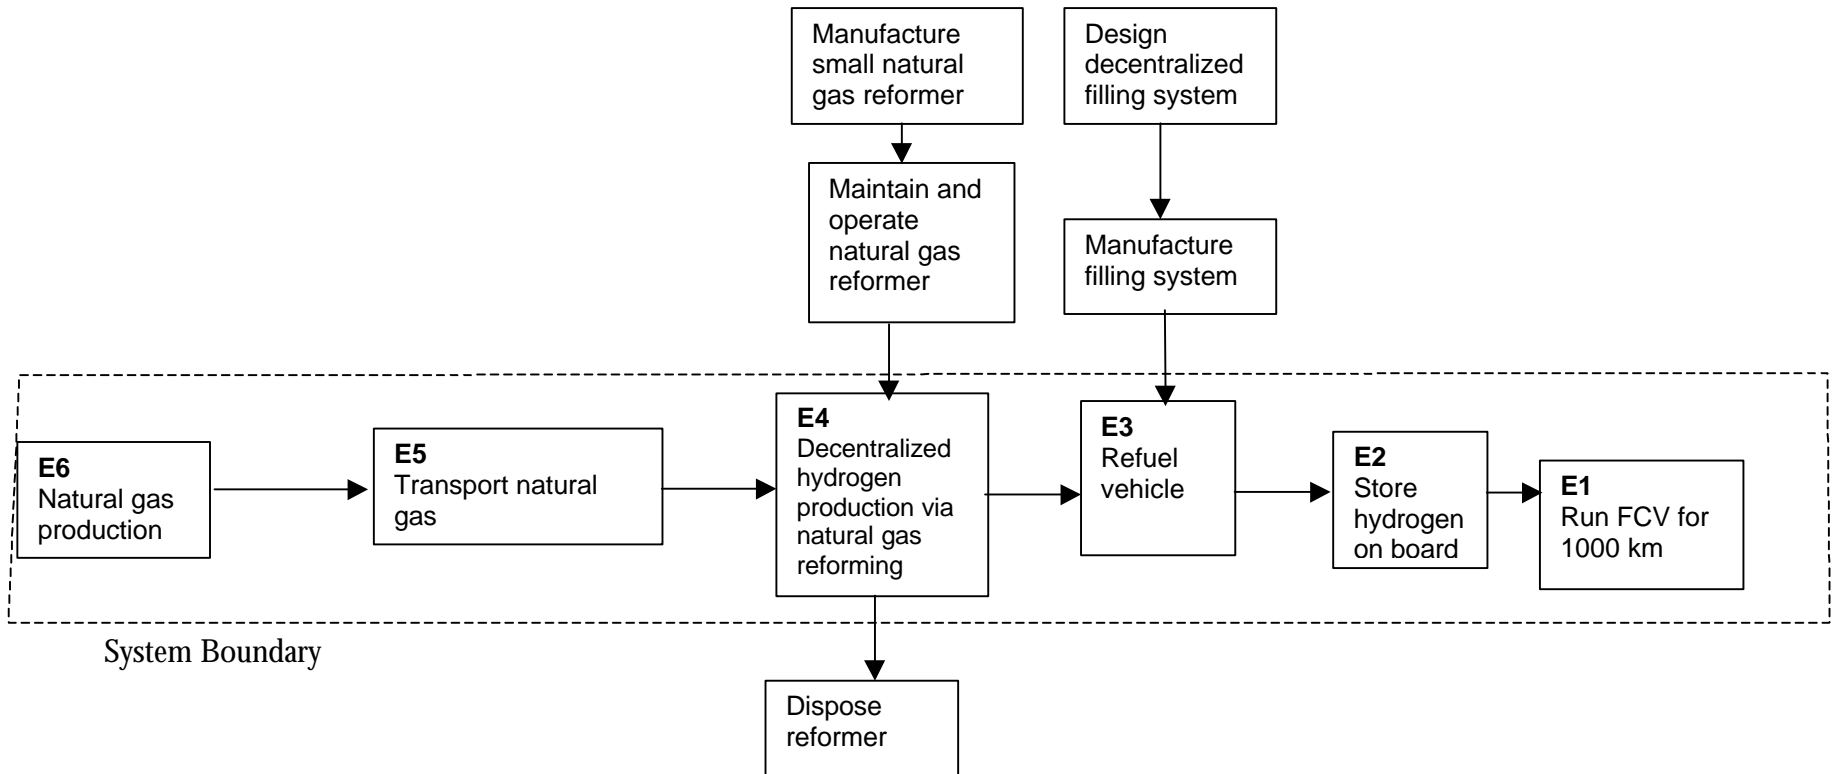 Manufacture
small natural
gas reformer
Design
decentralized
filling system
Maintain and
operate
natural gas
reformer
Manufacture
filling system
E6
Natural gas
production
E5
Transport natural
gas
E4
Decentralized
hydrogen
production via
natural gas
reforming
E3
Refuel
vehicle
E2
Store
hydrogen
on board
E1
Run FCV for
1000 km
System Boundary
Dispose
reformer